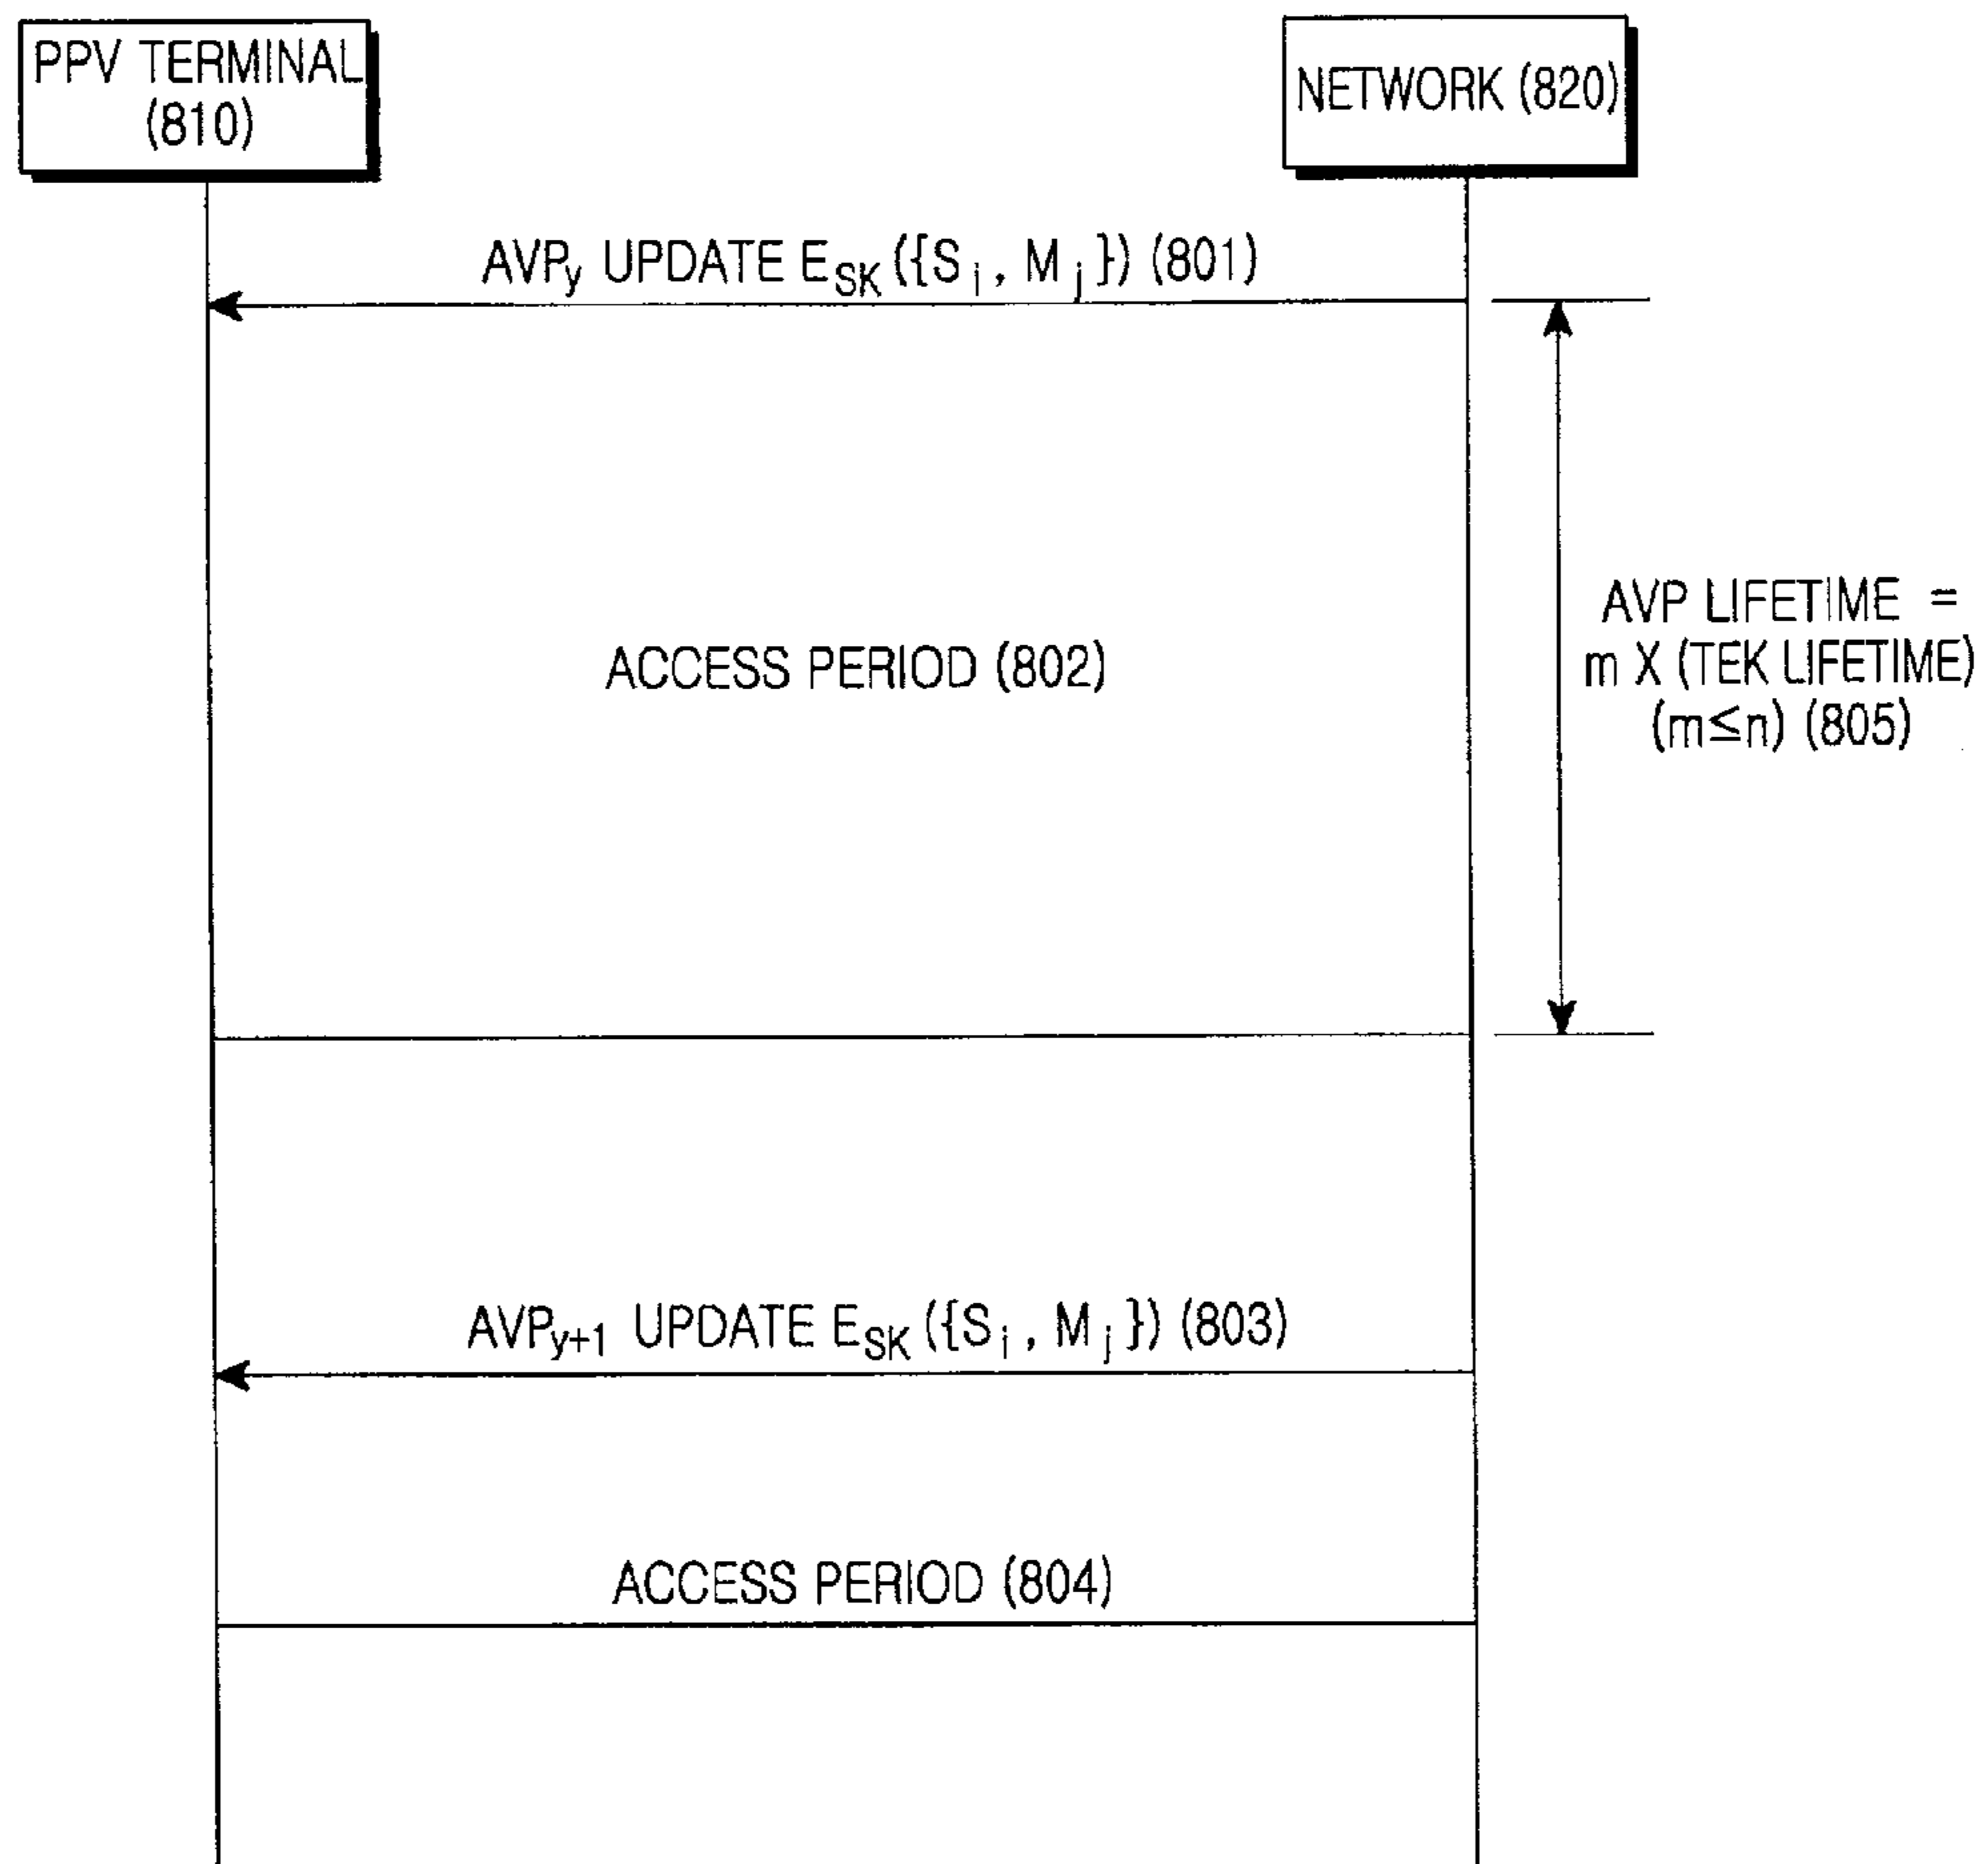 PPV TERMINAL
(810)
NETWORK (820)
AVPy UPDATE ESK ({Si, Mj}) (801)
ACCESS PERIOD (802)
AVP LIFETIME =
m X (TEK LIFETIME)
(m≤n) (805)
AVPy+1 UPDATE ESK ({Si, Mj}) (803)
ACCESS PERIOD (804)